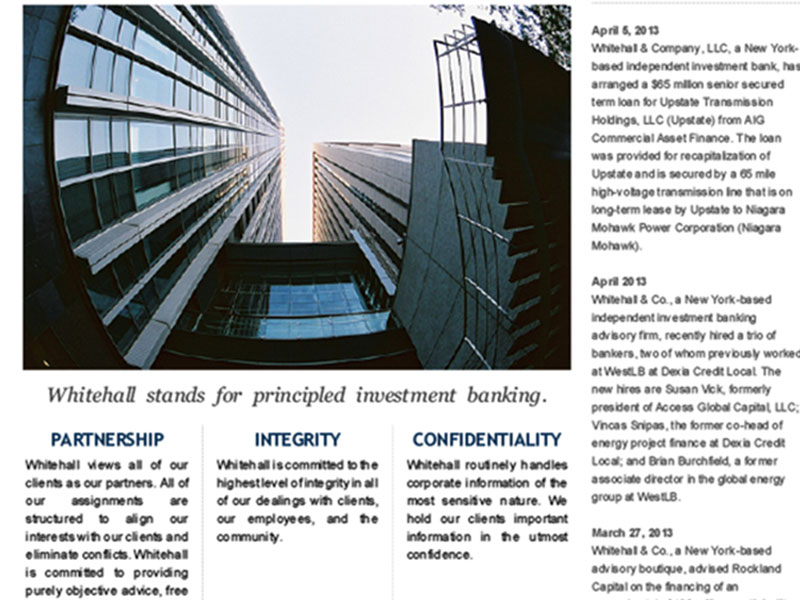 Whitehall stands for principled investment banking.
PARTNERSHIP
Whitehall views all of our
clients as our partners. All of
our assignments are
structured to align our
interests with our clients and
eliminate conflicts. Whitehall
is committed to providing
purely objective advice, free
INTEGRITY
Whitehall is committed to the
highest level of integrity in all
of our dealings with clients,
our employees, and the
community.
CONFIDENTIALITY
Whitehall routinely handles
corporate information of the
most sensitive nature. We
hold our clients important
information in the utmost
confidence.
April 5, 2013
Whitehall & Company, LLC, a New York-
based independent investment bank, has
arranged a $65 million senior secured
term loan for Upstate Transmission
Holdings, LLC (Upstate) from AIG
Commercial Asset Finance. The loan
was provided for recapitalization of
Upstate and is secured by a 65 mile
high-voltage transmission line that is on
long-term lease by Upstate to Niagara
Mohawk Power Corporation (Niagara
Mohawk).
April 2013
Whitehall & Co., a New York-based
independent investment banking
advisory firm, recently hired a trio of
bankers, two of whom previously worked
at WestLB at Dexia Credit Local. The
new hires are Susan Vick, formerly
president of Access Global Capital, LLC;
Vincas Snipas, the former co-head of
energy project finance at Dexia Credit
Local; and Brian Burchfield, a former
associate director in the global energy
group at WestLB.
March 27, 2013
Whitehall & Co., a New York-based
advisory boutique, advised Rockland
Capital on the financing of an